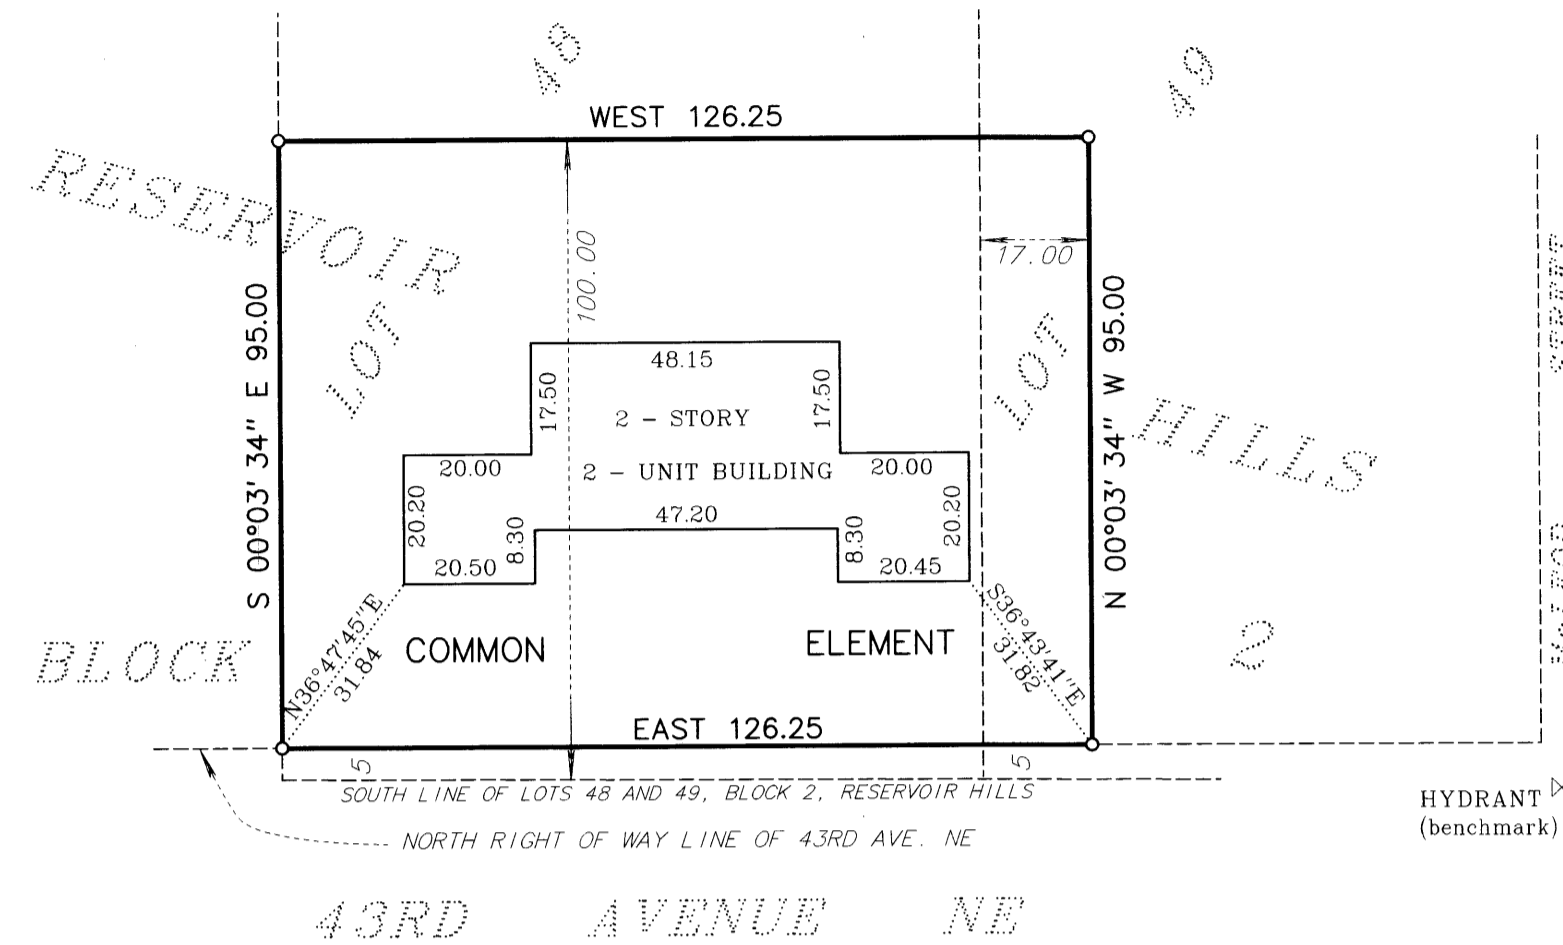 48
49
WEST 126.25
RESERVOIR
100.00
17.00
S 00°03' 34" E 95.00
N 00°03' 34" W 95.00
LOT
LOT
48.15
17.50
17.50
2 - STORY
HILLS
20.00
2 - UNIT BUILDING
20.00
20.20
47.20
20.20
8.30
8.30
20.50
20.45
N36°47'45"E
31.84
S36°43'41"E
31.82
BLOCK
COMMON
ELEMENT
2
EAST 126.25
5
5
SOUTH LINE OF LOTS 48 AND 49, BLOCK 2, RESERVOIR HILLS
HYDRANT
(benchmark)
NORTH RIGHT OF WAY LINE OF 43RD AVE. NE
43RD AVENUE NE